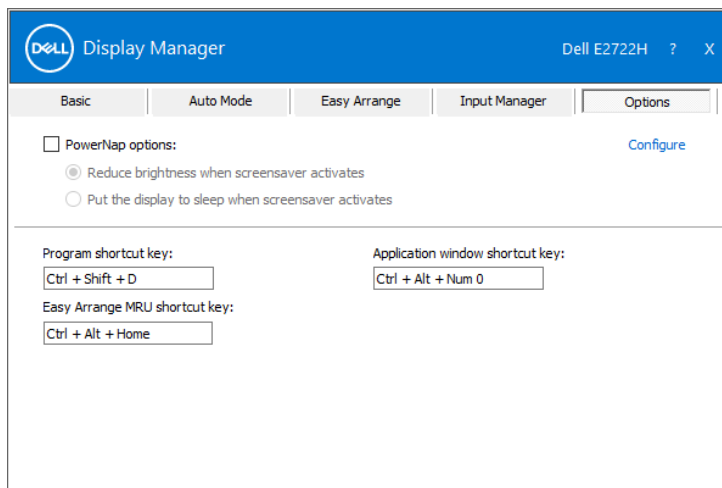 DELL Display Manager Dell E2722H ? X
Basic Auto Mode Easy Arrange Input Manager Options
PowerNap options: Configure
Reduce brightness when screensaver activates
Put the display to sleep when screensaver activates
Program shortcut key: Application window shortcut key:
Ctrl + Shift + D Ctrl + Alt + Num 0
Easy Arrange MRU shortcut key:
Ctrl + Alt + Home